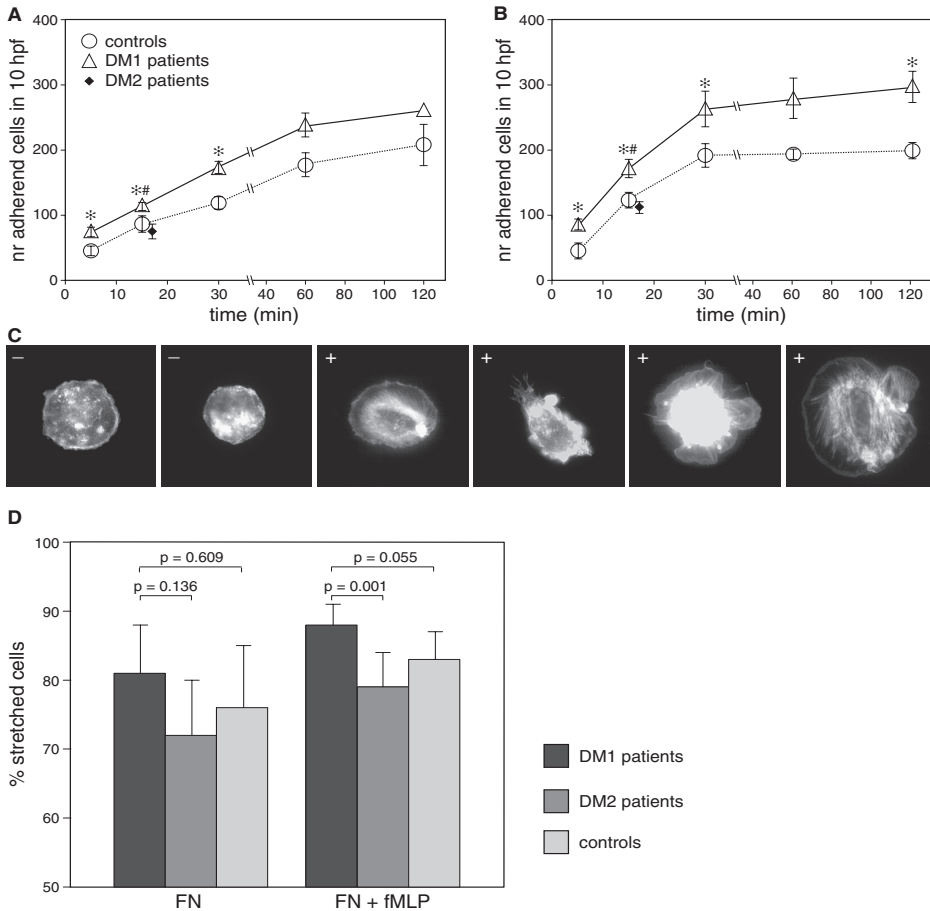 A
nr adherend cells in 10 hpf
400
300
200
100
0
controls
DM1 patients
DM2 patients
* *# *
0 10 20 30 40 60 80 100 120
time (min)
B
nr adherend cells in 10 hpf
400
300
200
100
0
* *# * *
0 10 20 30 40 60 80 100 120
time (min)
C
– – + + + +
D
% stretched cells
100
90
80
70
60
50
p = 0.609
p = 0.136
p = 0.055
p = 0.001
FN
FN + fMLP
DM1 patients
DM2 patients
controls